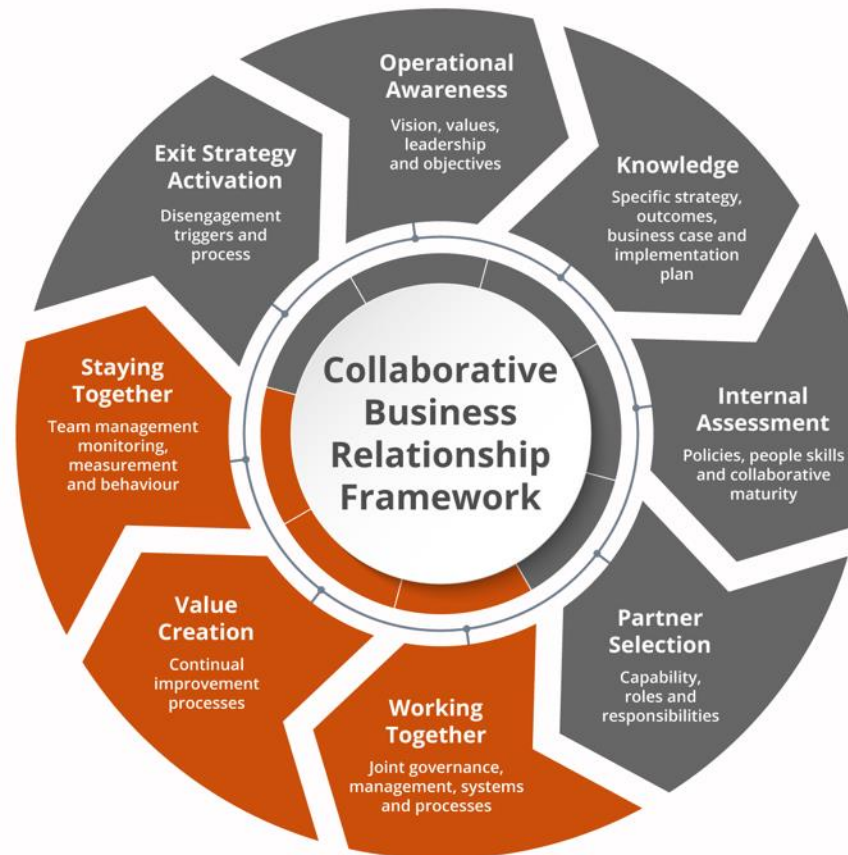 Collaborative
Business
Relationship
Framework
Operational
Awareness
Vision, values,
leadership
and objectives
Knowledge
Specific strategy,
outcomes,
business case and
implementation
plan
Internal
Assessment
Policies, people skills
and collaborative
maturity
Partner
Selection
Capability,
roles and
responsibilities
Working
Together
Joint governance,
management, systems
and processes
Value
Creation
Continual
improvement
processes
Staying
Together
Team management
monitoring,
measurement
and behaviour
Exit Strategy
Activation
Disengagement
triggers and
process